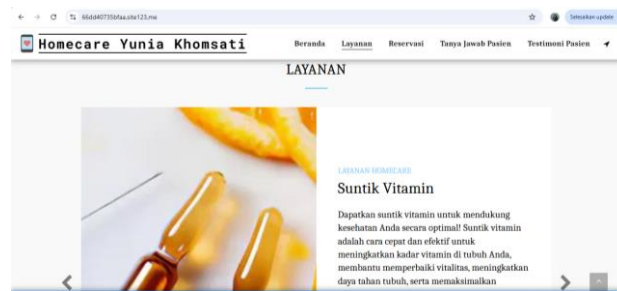 66dd40735bfaa.site123.me
Selesaikan update
Homecare Yunia Khomsati
Beranda Layanan Reservasi Tanya Jawab Pasien Testimoni Pasien
LAYANAN
LAYANAN HOMECARE
Suntik Vitamin
Dapatkan suntik vitamin untuk mendukung
kesehatan Anda secara optimal! Suntik vitamin
adalah cara cepat dan efektif untuk
meningkatkan kadar vitamin di tubuh Anda,
membantu memperbaiki vitalitas, meningkatkan
daya tahan tubuh, serta memaksimalkan